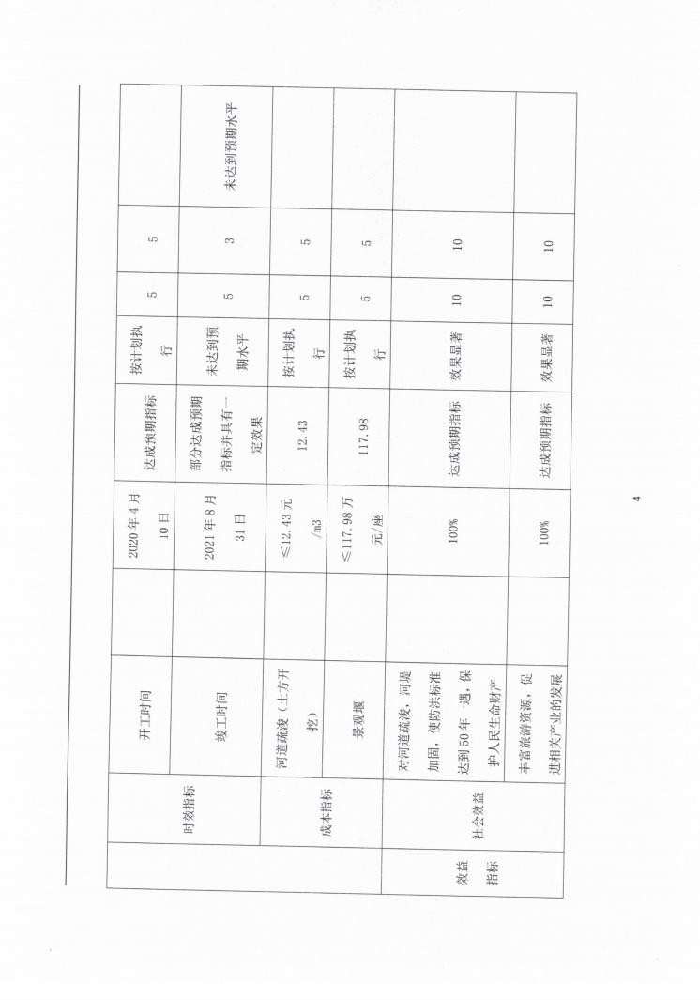 时效指标
开工时间
2020 年 4 月
10 日
达成预期指标
按计划执
行
5
5
竣工时间
2021 年 8 月
31 日
部分达成预期
指标并具有一
定效果
未达到预
期水平
5
3
未达到预期水平
成本指标
河道疏浚（土方开
挖）
≤12.43 元
/m3
12.43
按计划执
行
5
5
景观堰
≤117.98 万
元/座
117.98
按计划执
行
5
5
效益
指标
社会效益
对河道疏浚，河堤
加固，使防洪标准
达到 50 年一遇，保
护人民生命财产
100%
达成预期指标
效果显著
10
10
丰富旅游资源，促
进相关产业的发展
100%
达成预期指标
效果显著
10
10
4